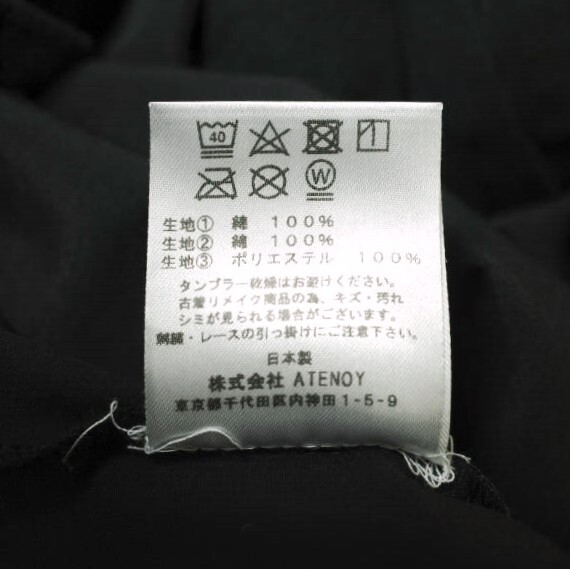 40
W
生地① 綿 100%
生地② 綿 100%
生地③ ポリエステル 100%
タンブラー乾燥はお避けください。
古着リメイク商品の為、キズ・汚れ
シミが見られる場合がございます。
刺繍・レースの引っ掛けにご注意下さい。
日本製
株式会社 ATENOY
東京都千代田区内神田1-5-9